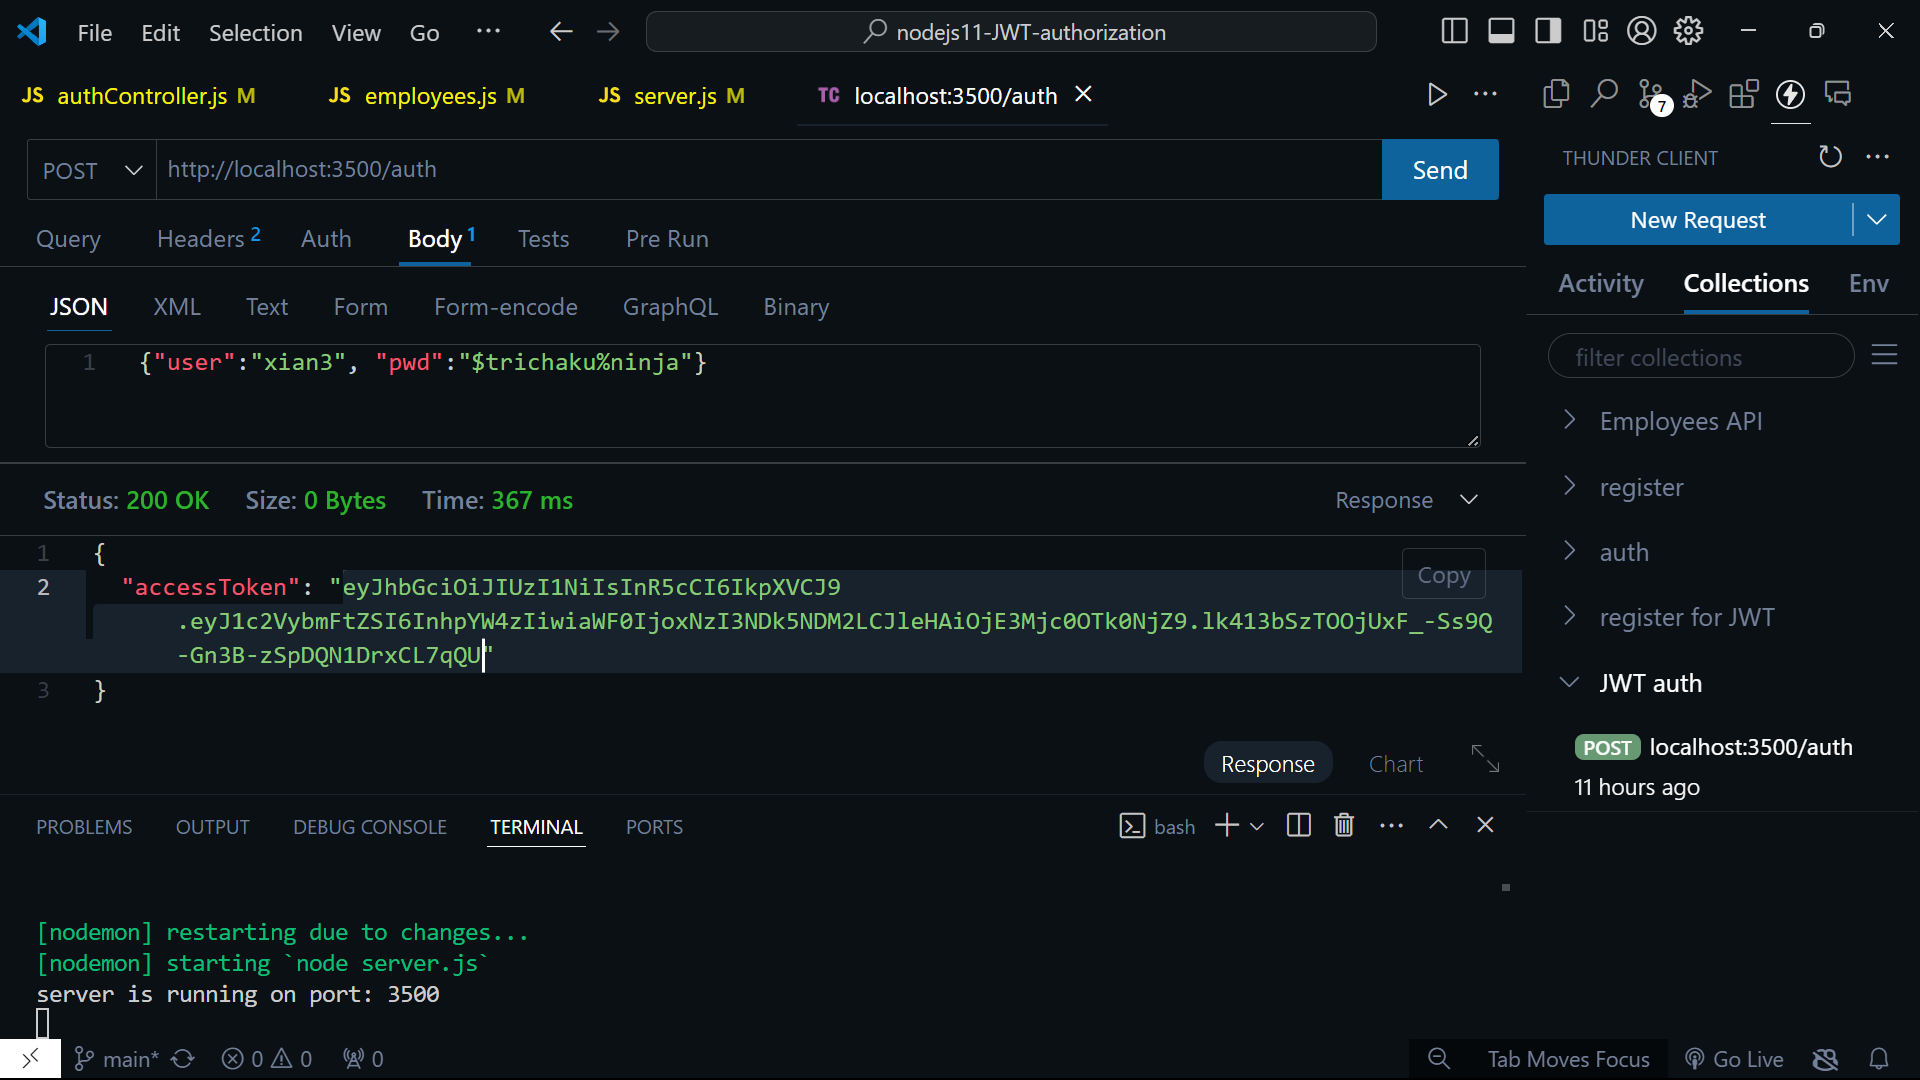 File Edit Selection View Go ... nodejs11-JWT-authorization
JS authController.js M JS employees.js M JS server.js M TC localhost:3500/auth
7
POST http://localhost:3500/auth Send
Query Headers 2 Auth Body 1 Tests Pre Run
JSON XML Text Form Form-encode GraphQL Binary
1 {"user":"xian3", "pwd":"$trichaku%ninja"}
Status: 200 OK Size: 0 Bytes Time: 367 ms Response
1 {
Copy
2 "accessToken": "eyJhbGciOiJIUzI1NiIsInR5cCI6IkpXVCJ9
.eyJ1c2VybmFtZSI6InhpYW4zIiwiaWF0IjoxNzI3NDk5NDM2LCJleHAiOjE3Mjc0OTk0NjZ9.lk413bSzTOOjUxF_-Ss9Q
-Gn3B-zSpDQN1DrxCL7qQU"
3 }
Response Chart
PROBLEMS OUTPUT DEBUG CONSOLE TERMINAL PORTS bash
[nodemon] restarting due to changes...
[nodemon] starting `node server.js`
server is running on port: 3500
THUNDER CLIENT
New Request
Activity Collections Env
filter collections
Employees API
register
auth
register for JWT
JWT auth
POST localhost:3500/auth
11 hours ago
main* 0 0 0 Tab Moves Focus Go Live